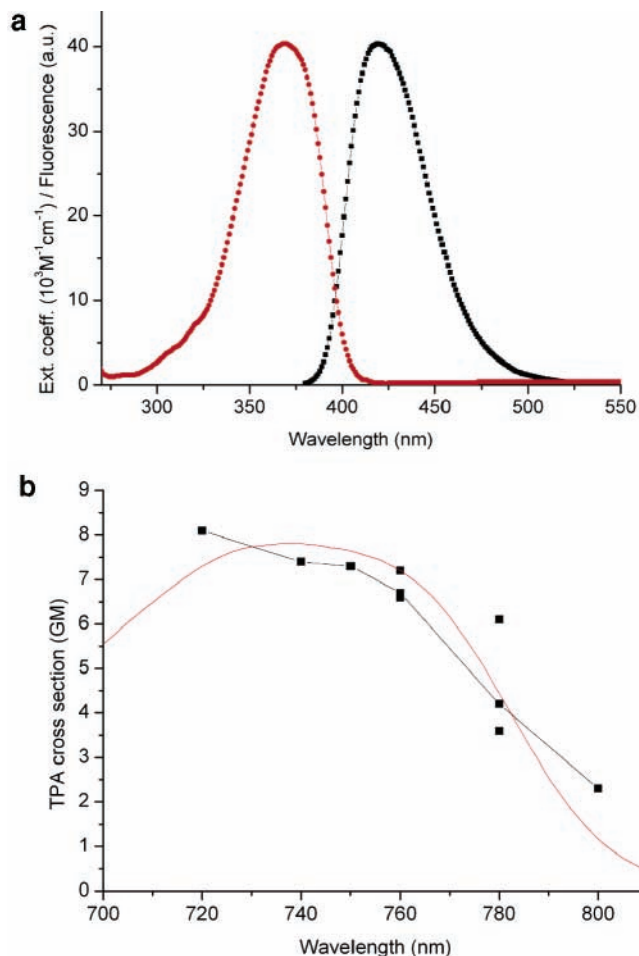 a
Ext. coeff. (10³M⁻¹cm⁻¹) / Fluorescence (a.u.)
40
30
20
10
0
300 350 400 450 500 550
Wavelength (nm)
b
TPA cross section (GM)
9
8
7
6
5
4
3
2
1
0
700 720 740 760 780 800
Wavelength (nm)